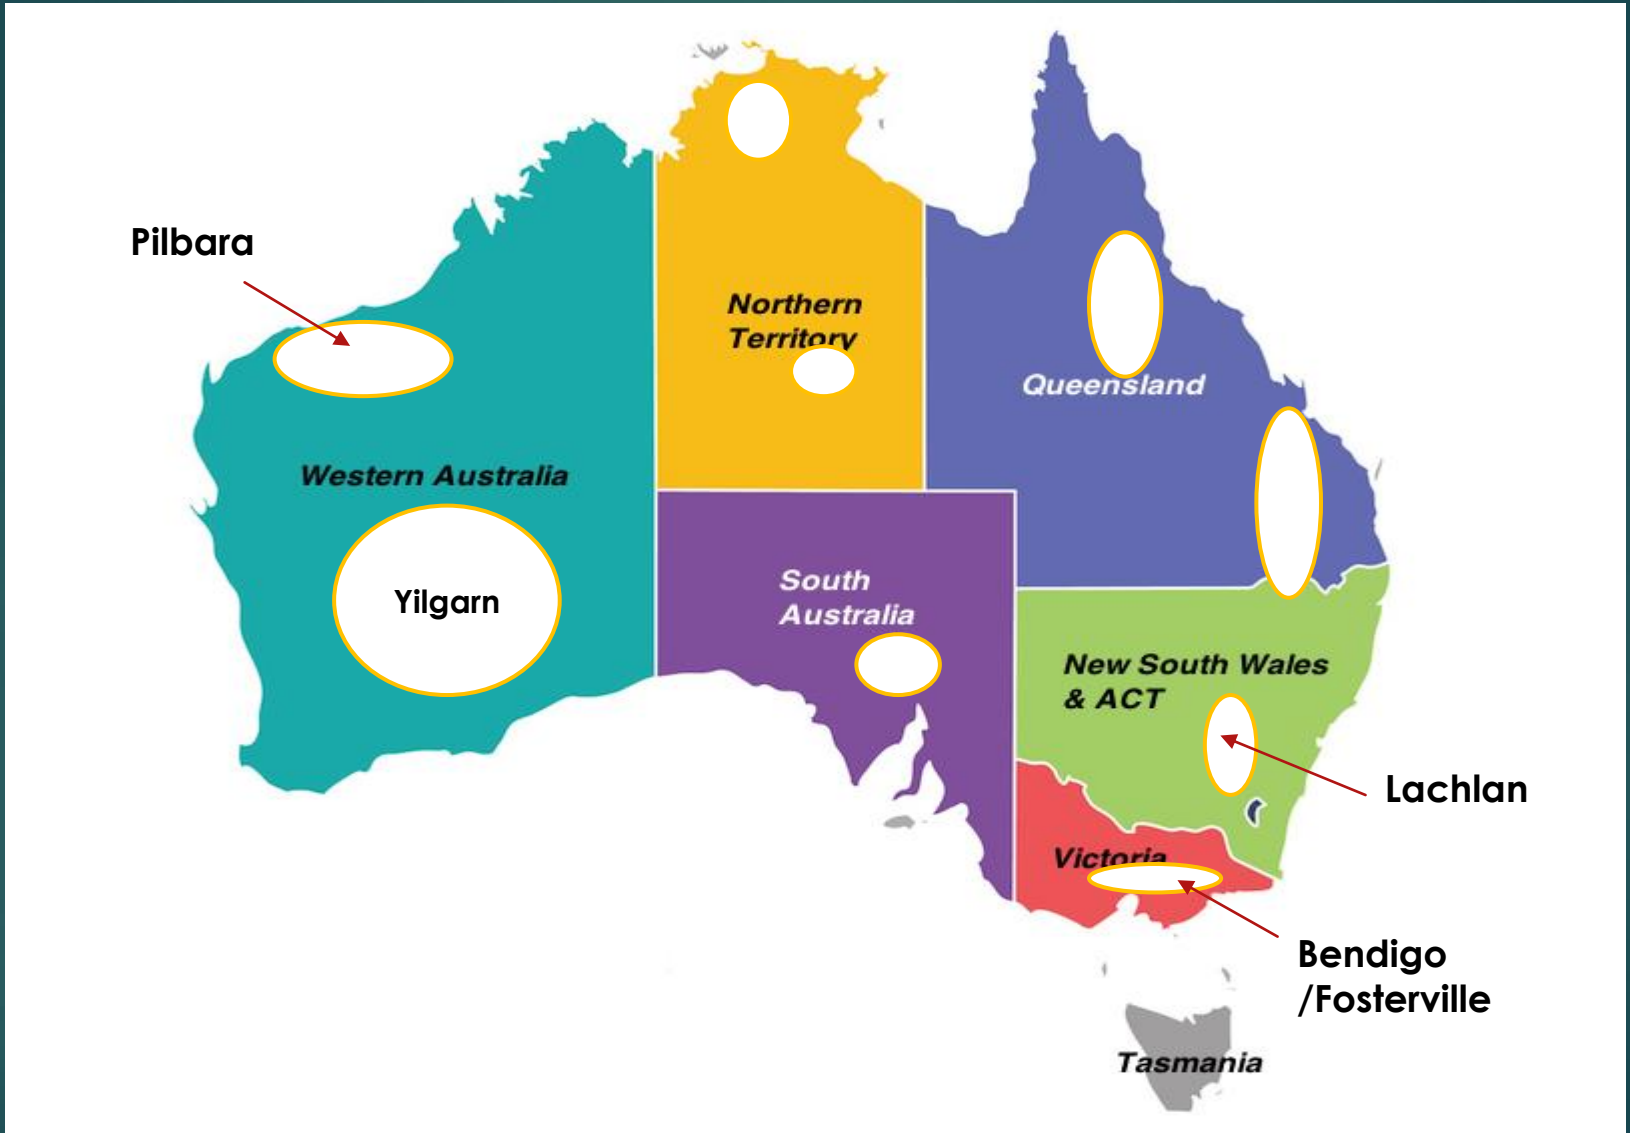 Pilbara
Northern
Territory
Queensland
Western Australia
South
Australia
Yilgarn
New South Wales
& ACT
Lachlan
Victoria
Bendigo
/Fosterville
Tasmania